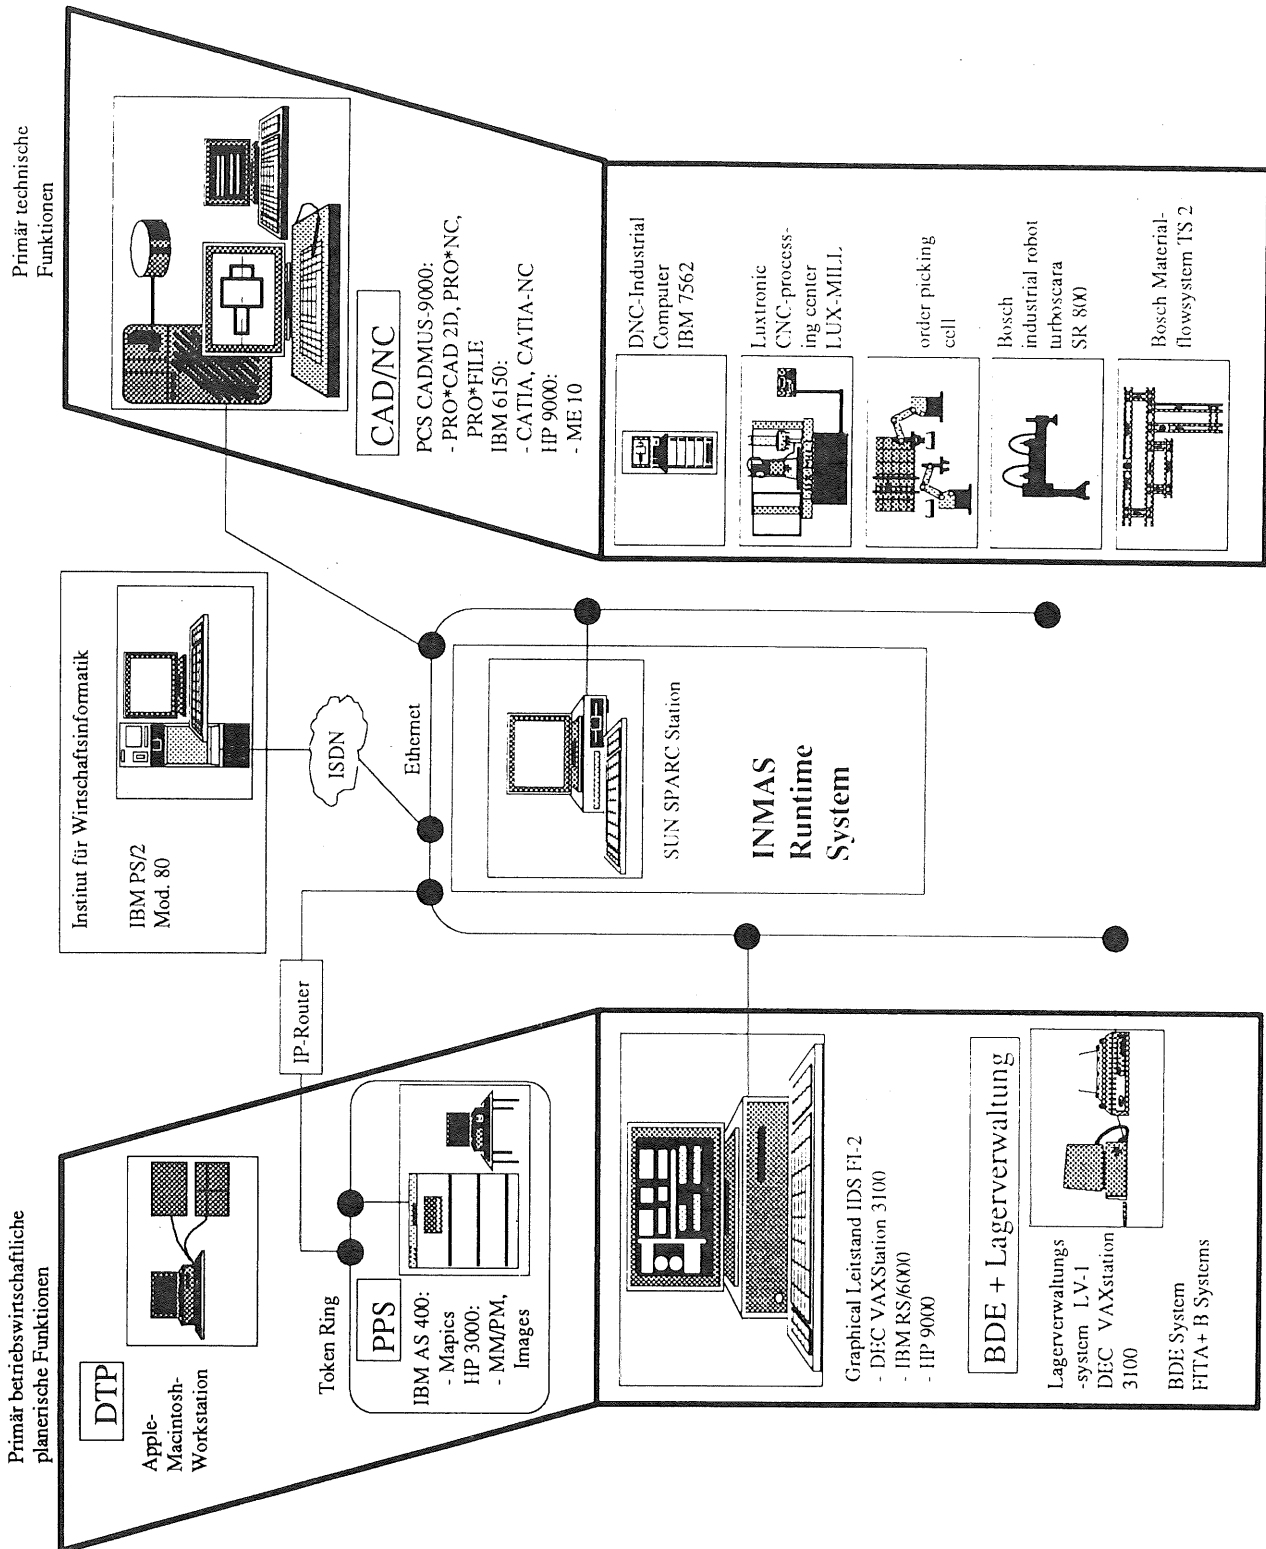 Primär betriebswirtschaftliche
planerische Funktionen
DTP
Apple-
Macintosh-
Workstation
Token Ring
PPS
IBM AS 400:
- Mapics
HP 3000:
- MM/PM,
Images
IP-Router
Graphical Leitstand IDS FI-2
- DEC VAXStation 3100
- IBM RS/6000
- HP 9000
BDE + Lagerverwaltung
Lagerverwaltungs
-system LV-1
DEC VAXstation
3100
BDE System
FITA+ B Systems
Institut für Wirtschaftsinformatik
IBM PS/2
Mod. 80
ISDN
Ethernet
SUN SPARC Station
INMAS
Runtime
System
Primär technische
Funktionen
CAD/NC
PCS CADMUS-9000:
- PRO*CAD 2D, PRO*NC,
PRO*FILE
IBM 6150:
- CATIA, CATIA-NC
HP 9000:
- ME 10
DNC-Industrial
Computer
IBM 7562
Luxtronic
CNC-process-
ing center
LUX-MILL
order picking
cell
Bosch
industrial robot
turboscara
SR 800
Bosch Material-
flowsystem TS 2